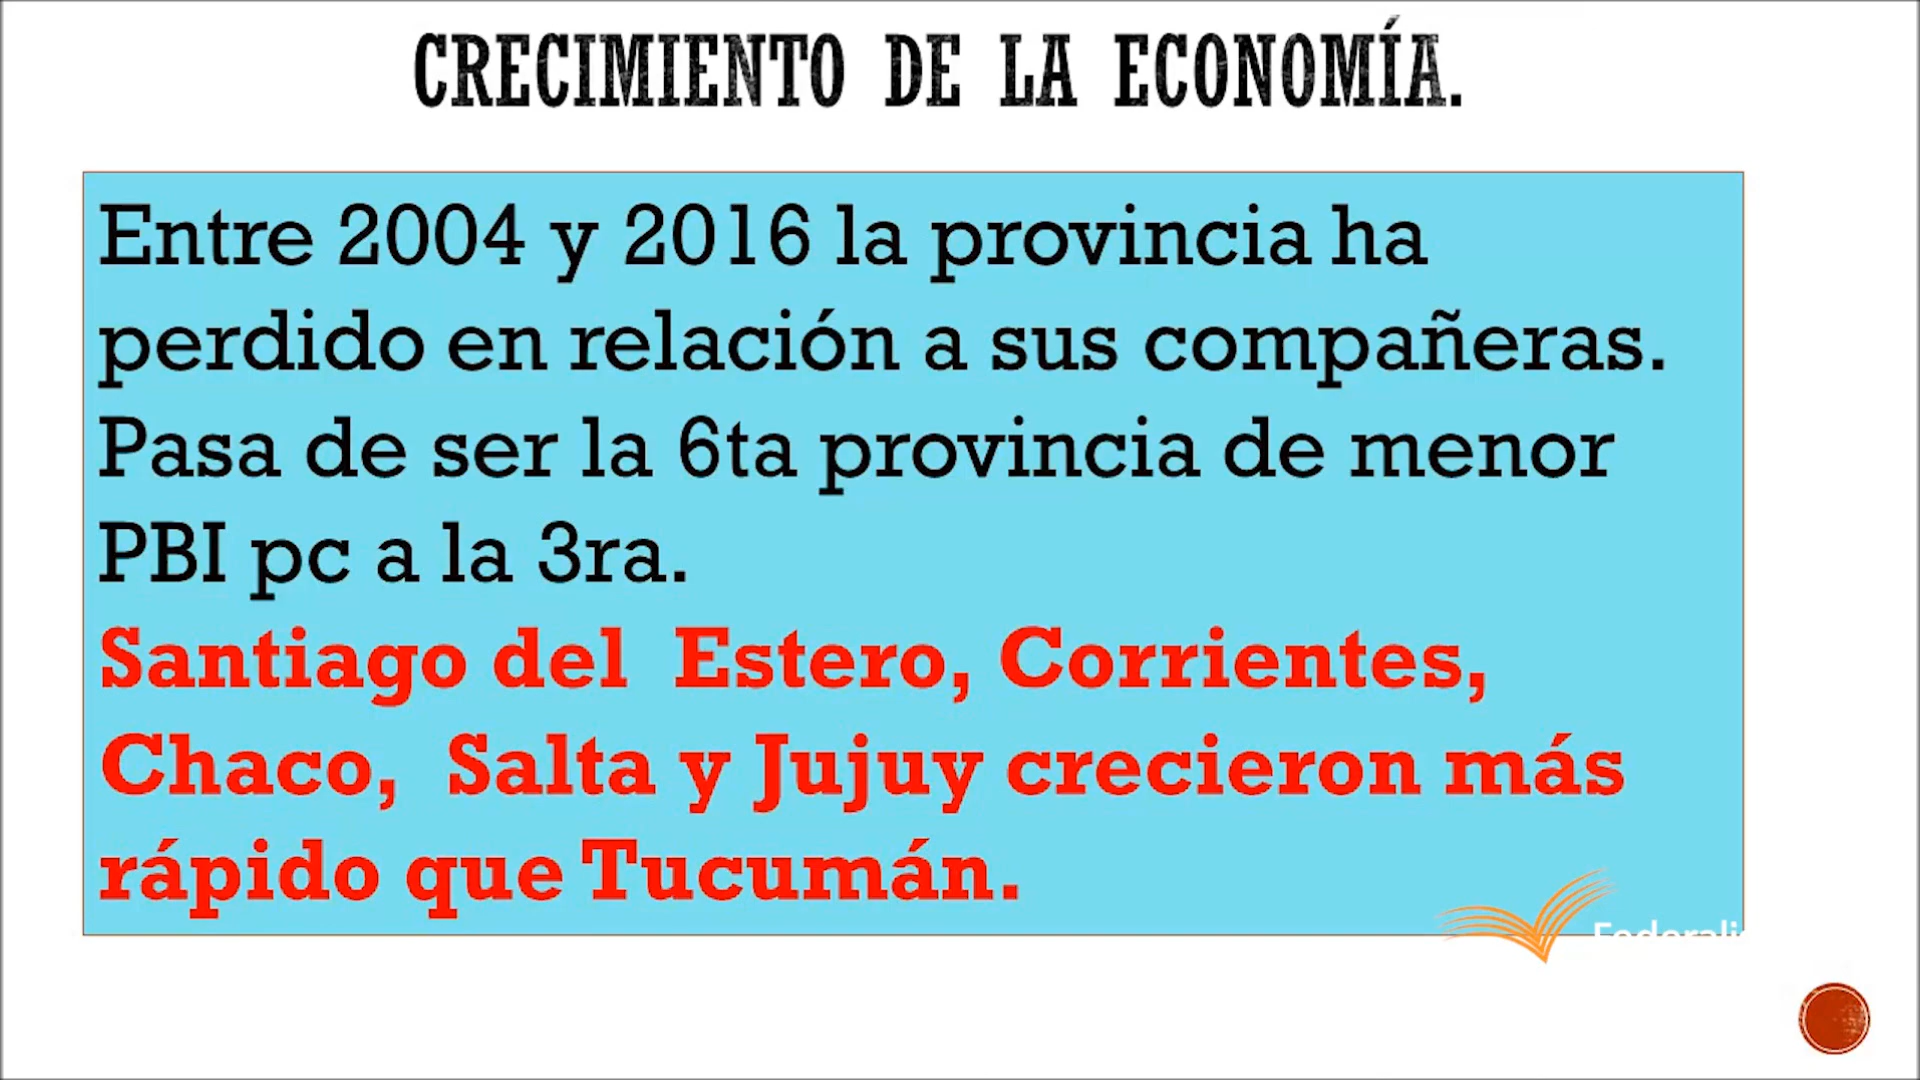 CRECIMIENTO DE LA ECONOMÍA.
Entre 2004 y 2016 la provincia ha
perdido en relación a sus compañeras.
Pasa de ser la 6ta provincia de menor
PBI pc a la 3ra.
Santiago del Estero, Corrientes,
Chaco, Salta y Jujuy crecieron más
rápido que Tucumán.